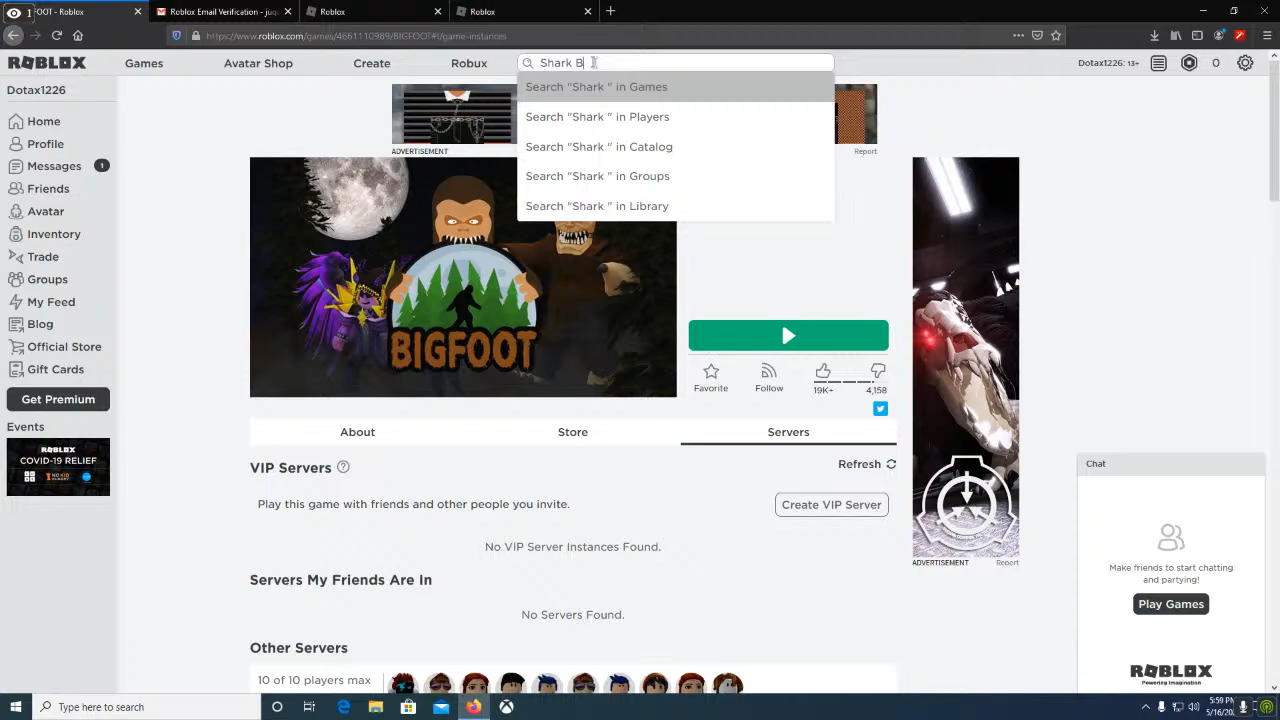 1
OOT - Roblox
Roblox Email Verification - juq
Roblox
Roblox
https://www.roblox.com/games/4661110989/BIGFOOT#!/game-instances
ROBLOX
Games
Avatar Shop
Create
Robux
Shark B
Dotax1226: 13+
0
Search "Shark " in Games
Search "Shark " in Players
Search "Shark " in Catalog
Search "Shark " in Groups
Search "Shark " in Library
Dotax1226
Home
Profile
Messages
1
Friends
Avatar
Inventory
Trade
Groups
My Feed
Blog
Official Store
Gift Cards
Get Premium
Events
ROBLOX
COVID-19 RELIEF
ADVERTISEMENT
Report
BIGFOOT
Favorite
Follow
19K+
4,158
About
Store
Servers
VIP Servers
Refresh
Play this game with friends and other people you invite.
Create VIP Server
No VIP Server Instances Found.
Servers My Friends Are In
No Servers Found.
Other Servers
10 of 10 players max
ADVERTISEMENT
Report
Chat
Make friends to start chatting
and partying!
Play Games
ROBLOX
Powering Imagination
Type here to search
5:59 PM